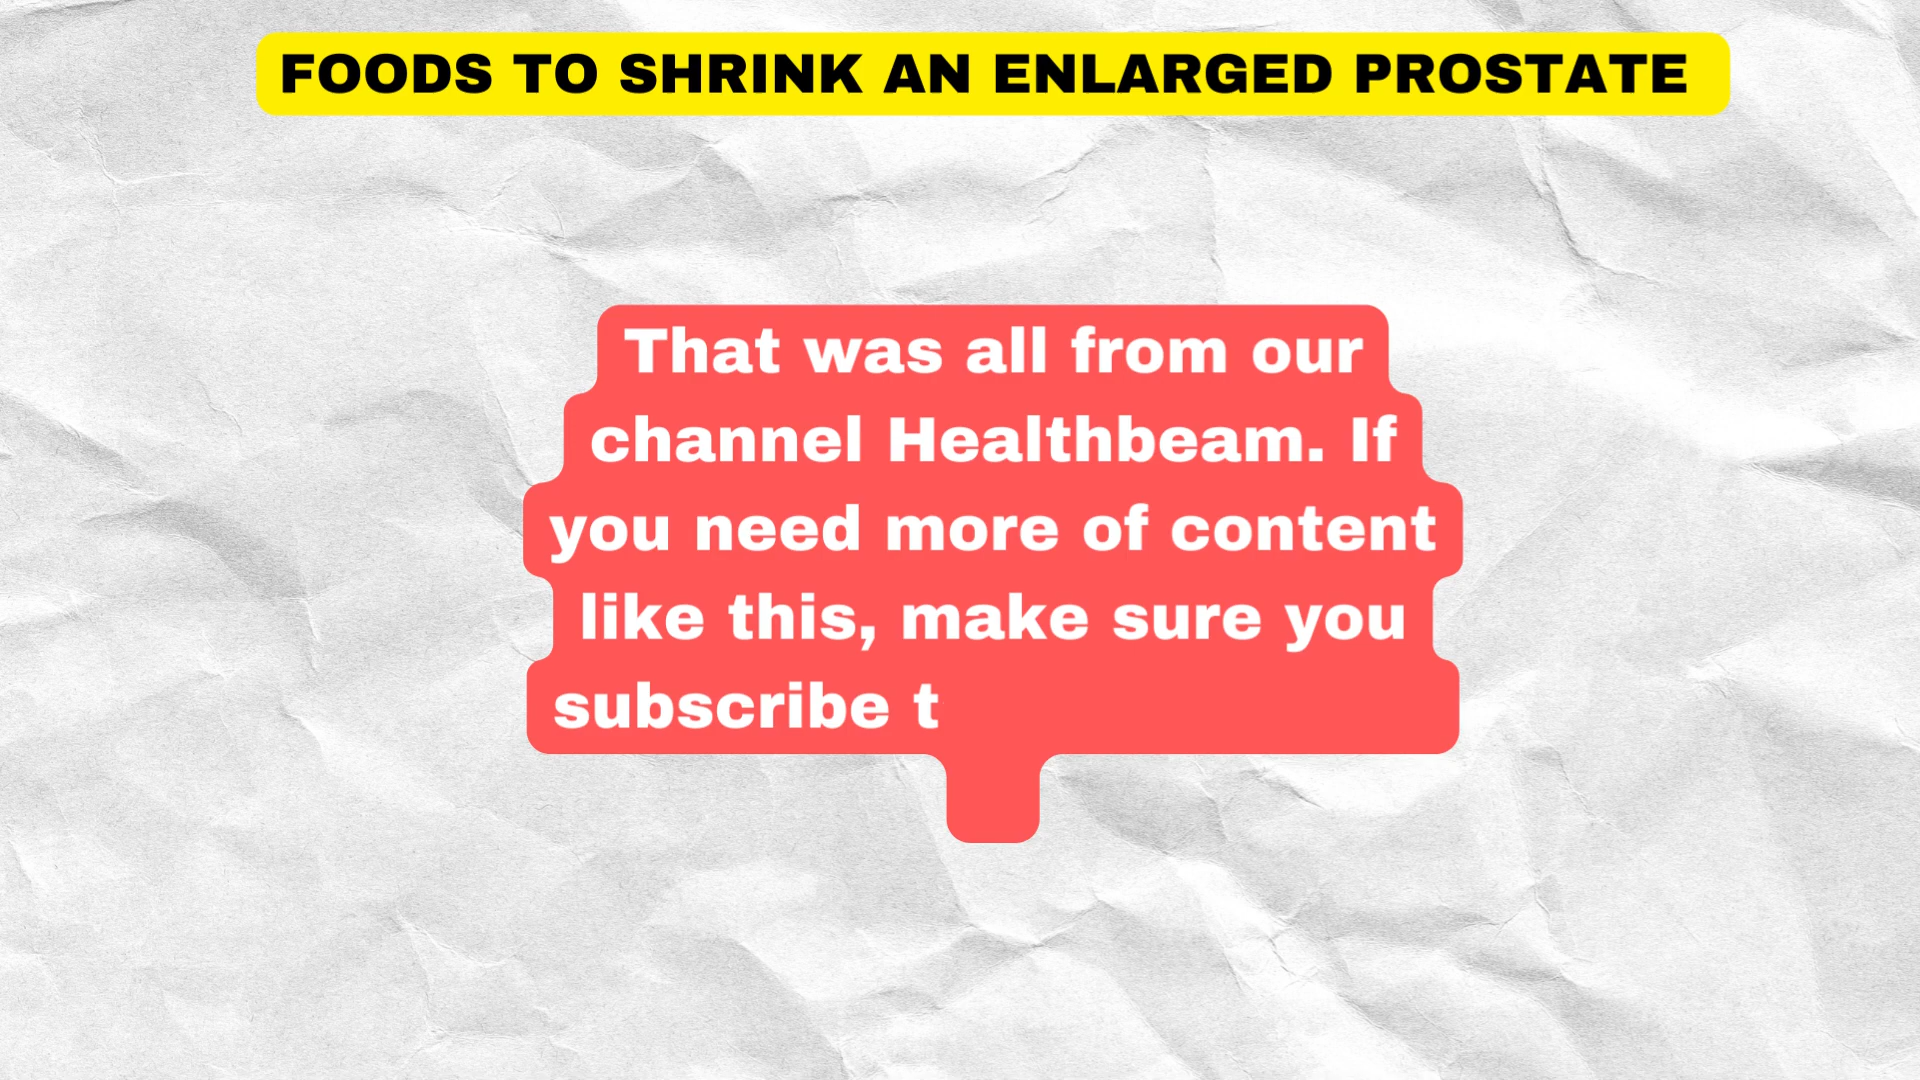 FOODS TO SHRINK AN ENLARGED PROSTATE
That was all from our
channel Healthbeam. If
you need more of content
like this, make sure you
subscribe t